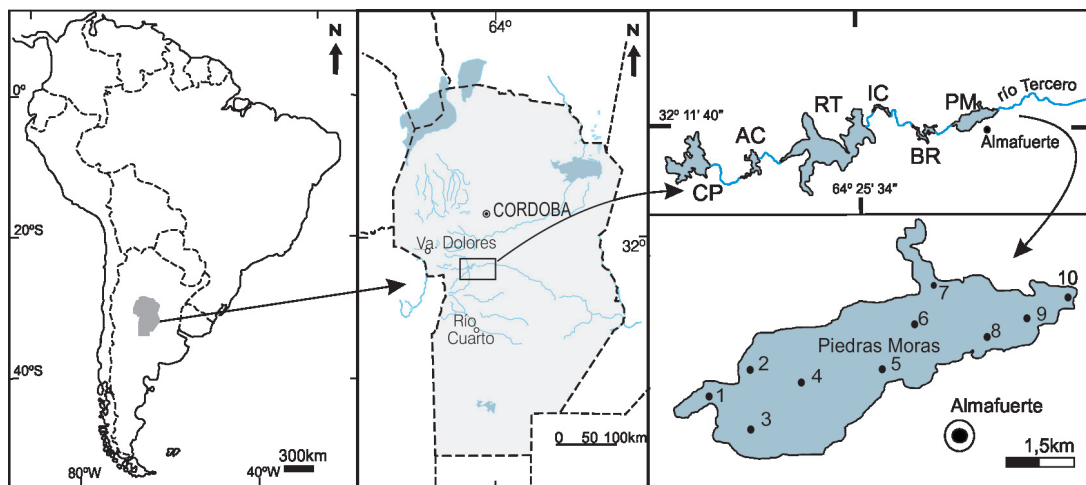 0º
20ºS
40ºS
80ºW
40ºW
300km
N
64º
N
CORDOBA
Va. Dolores
32º
Río
Cuarto
0 50 100km
32º 11' 40"
CP
AC
RT
IC
BR
PM
río Tercero
Almafuerte
64º 25' 34"
1
2
3
4
5
6
7
8
9
10
Piedras Moras
Almafuerte
1,5km